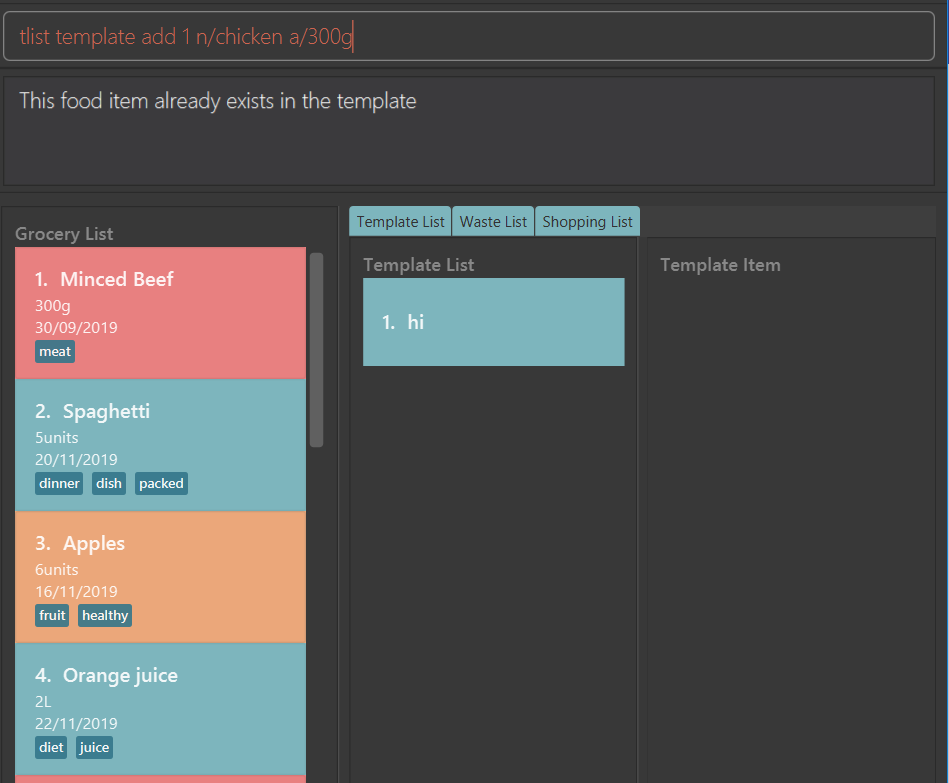 tlist template add 1 n/chicken a/300g
This food item already exists in the template
Grocery List
1. Minced Beef
300g
30/09/2019
meat
2. Spaghetti
5units
20/11/2019
dinner dish packed
3. Apples
6units
16/11/2019
fruit healthy
4. Orange juice
2L
22/11/2019
diet juice
Template List Waste List Shopping List
Template List
1. hi
Template Item